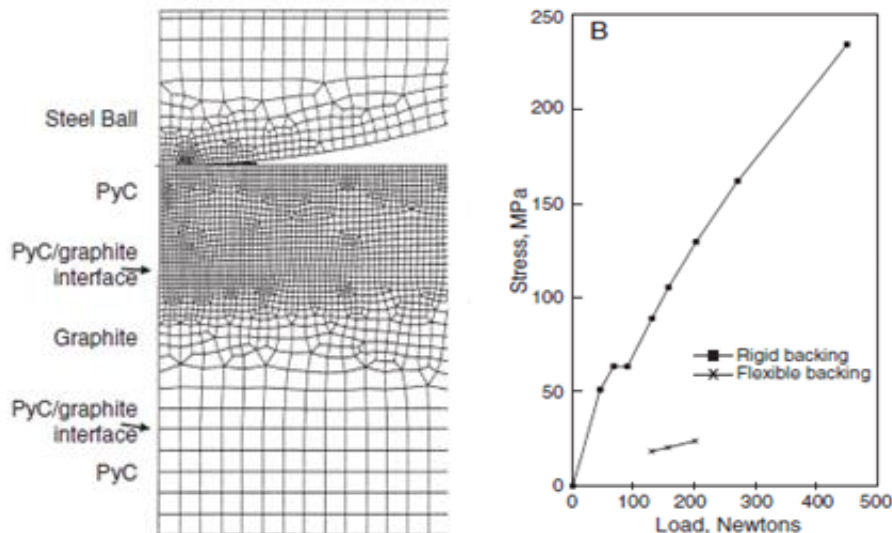 Steel Ball
PyC
PyC/graphite
interface
Graphite
PyC/graphite
interface
PyC
B
250
200
150
100
50
0
Stress, MPa
Rigid backing
Flexible backing
0
100
200
300
400
500
Load, Newtons